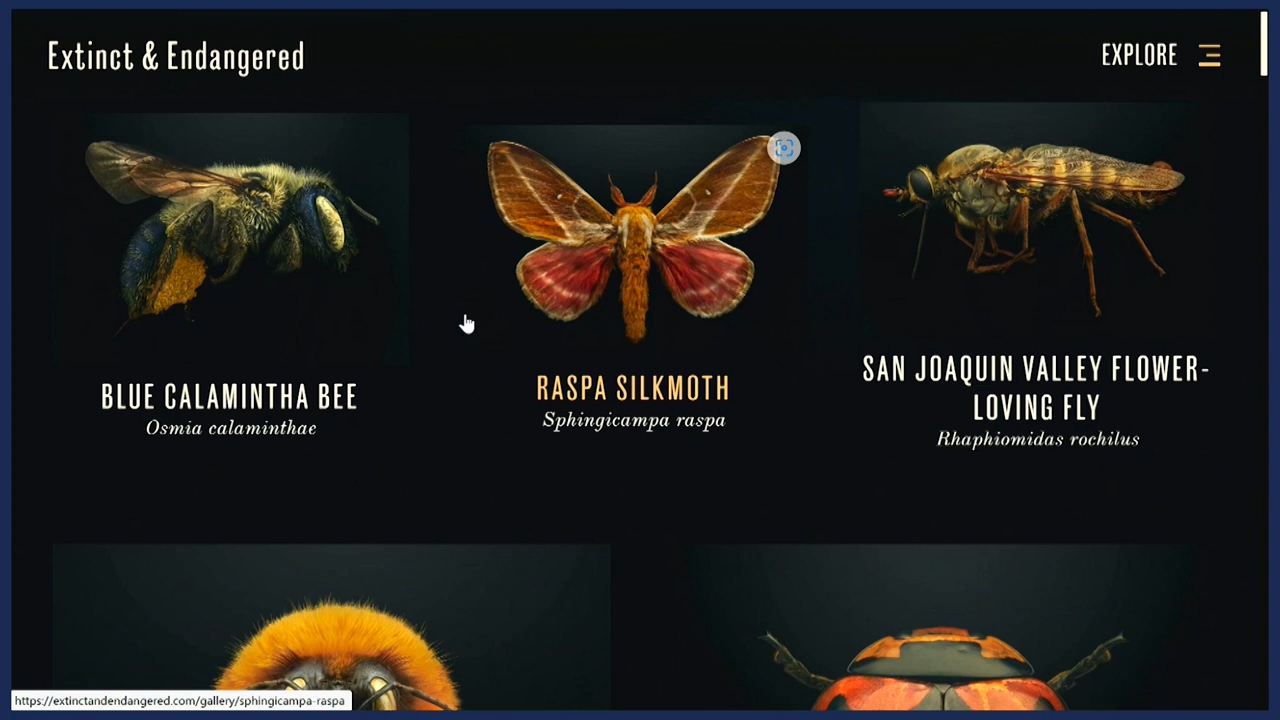 Extinct & Endangered
EXPLORE
BLUE CALAMINTHA BEE
Osmia calaminthae
RASPA SILKMOTH
Sphingicampa raspa
SAN JOAQUIN VALLEY FLOWER-
LOVING FLY
Rhaphiomidas rochilus
https://extinctandendangered.com/gallery/sphingicampa-raspa